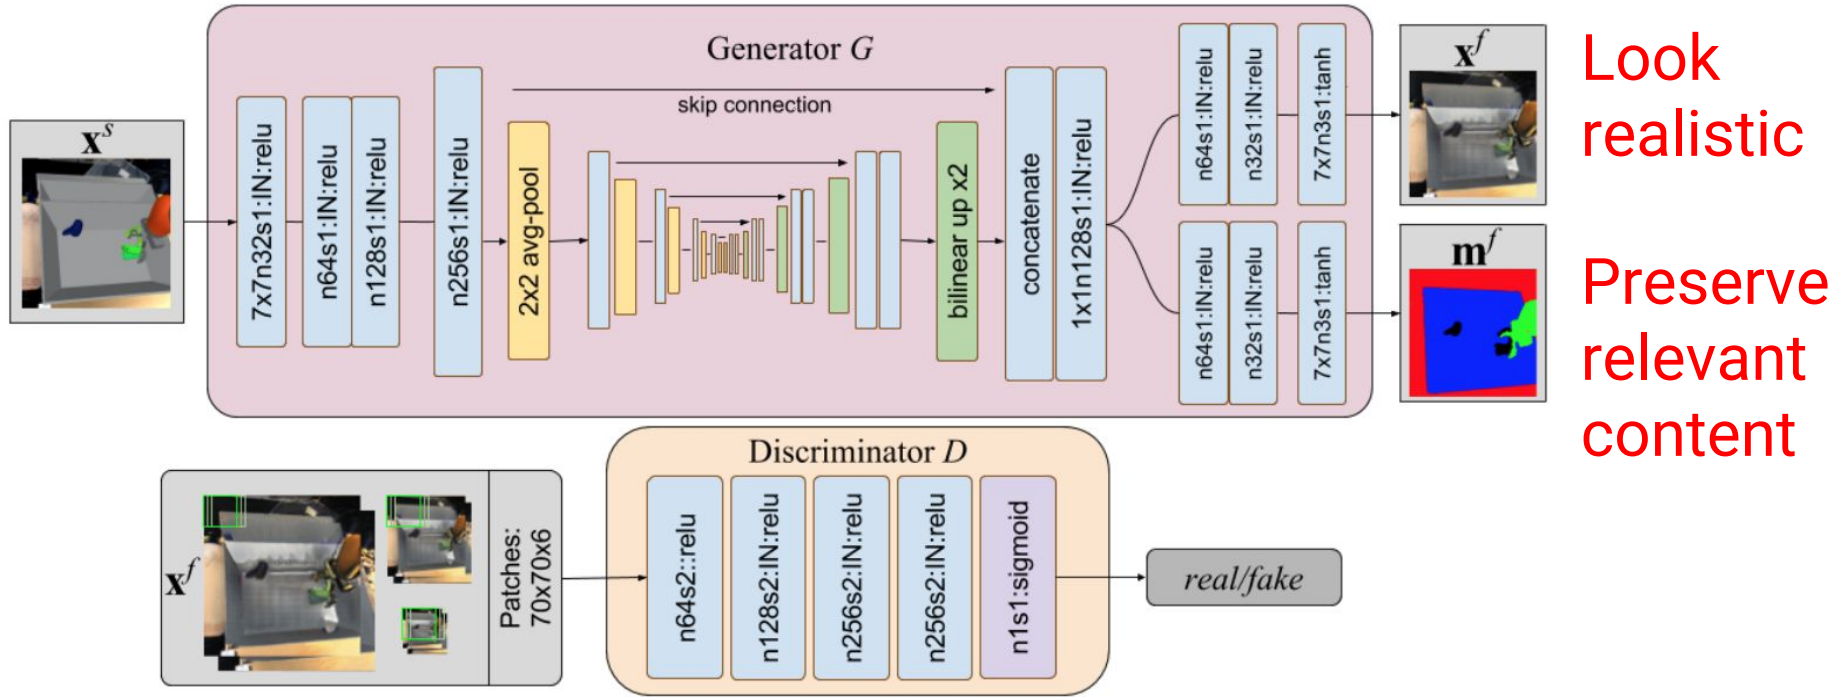 Generator G
x^s
7x7n32s1:IN:relu
n64s1:IN:relu
n128s1:IN:relu
n256s1:IN:relu
skip connection
2x2 avg-pool
bilinear up x2
concatenate
1x1n128s1:IN:relu
n64s1:IN:relu
n32s1:IN:relu
7x7n3s1:tanh
x^f
Look
realistic
n64s1:IN:relu
n32s1:IN:relu
7x7n3s1:tanh
m^f
Preserve
relevant
content
Discriminator D
x^f
Patches:
70x70x6
n64s2::relu
n128s2:IN:relu
n256s2:IN:relu
n256s2:IN:relu
n1s1:sigmoid
real/fake